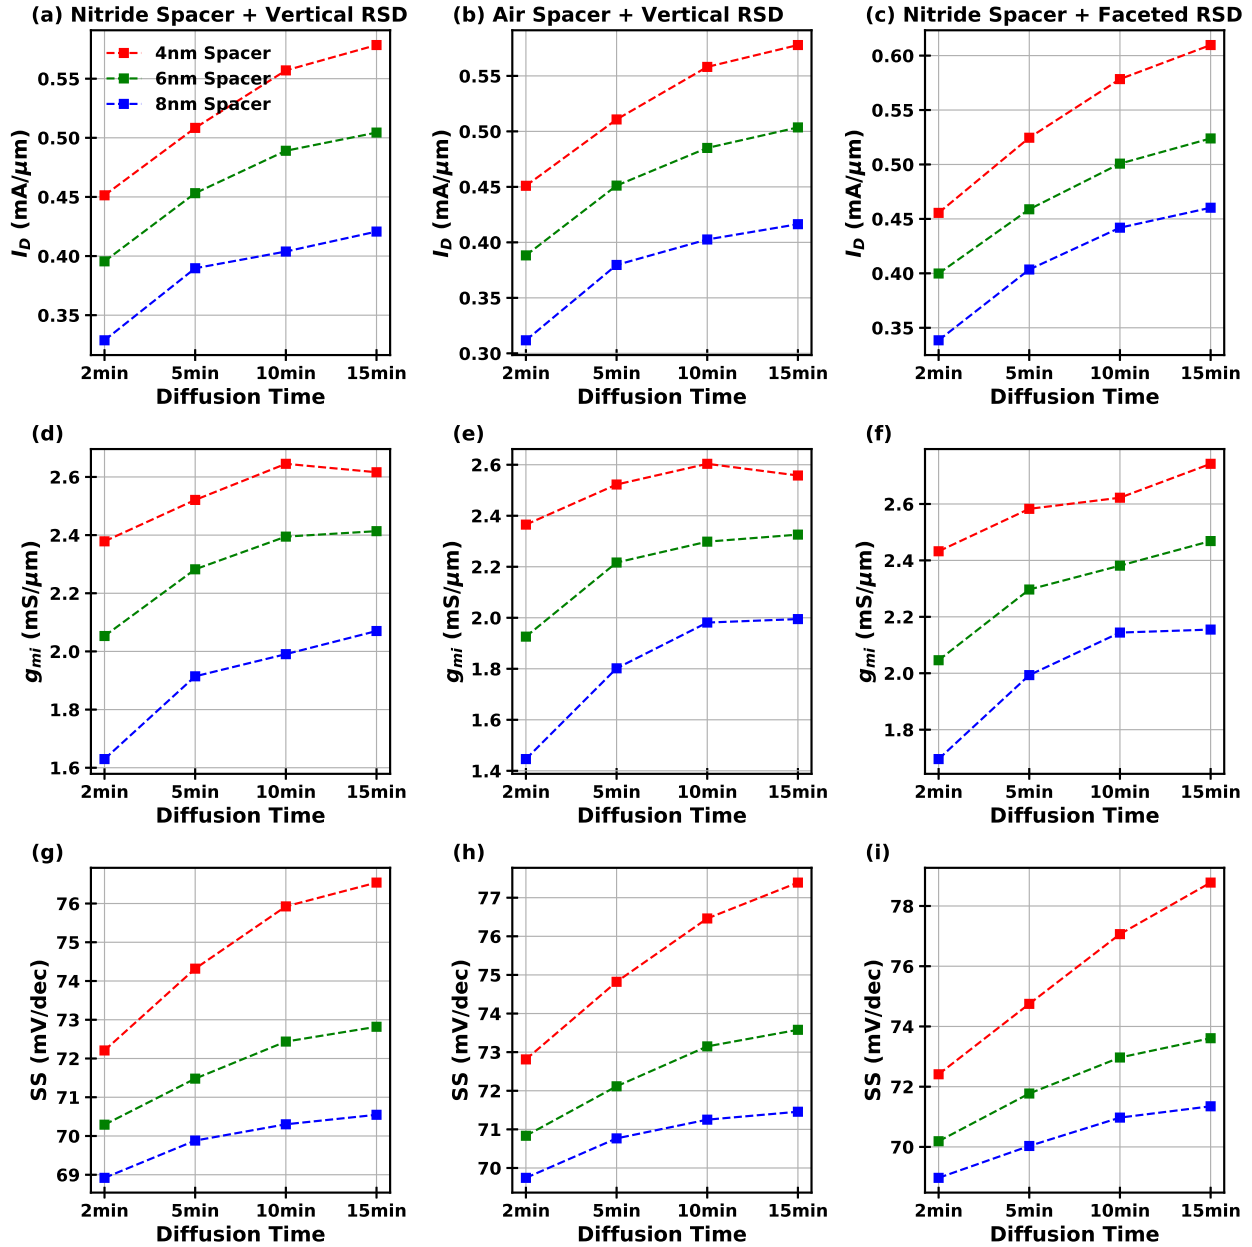 (a) Nitride Spacer + Vertical RSD
4nm Spacer
6nm Spacer
8nm Spacer
0.55
0.50
0.45
0.40
0.35
I_D (mA/μm)
2min 5min 10min 15min
Diffusion Time
(b) Air Spacer + Vertical RSD
0.55
0.50
0.45
0.40
0.35
0.30
I_D (mA/μm)
2min 5min 10min 15min
Diffusion Time
(c) Nitride Spacer + Faceted RSD
0.60
0.55
0.50
0.45
0.40
0.35
I_D (mA/μm)
2min 5min 10min 15min
Diffusion Time
(d)
2.6
2.4
2.2
2.0
1.8
1.6
g_mi (mS/μm)
2min 5min 10min 15min
Diffusion Time
(e)
2.6
2.4
2.2
2.0
1.8
1.6
1.4
g_mi (mS/μm)
2min 5min 10min 15min
Diffusion Time
(f)
2.6
2.4
2.2
2.0
1.8
g_mi (mS/μm)
2min 5min 10min 15min
Diffusion Time
(g)
76
75
74
73
72
71
70
69
SS (mV/dec)
2min 5min 10min 15min
Diffusion Time
(h)
77
76
75
74
73
72
71
70
SS (mV/dec)
2min 5min 10min 15min
Diffusion Time
(i)
78
76
74
72
70
SS (mV/dec)
2min 5min 10min 15min
Diffusion Time